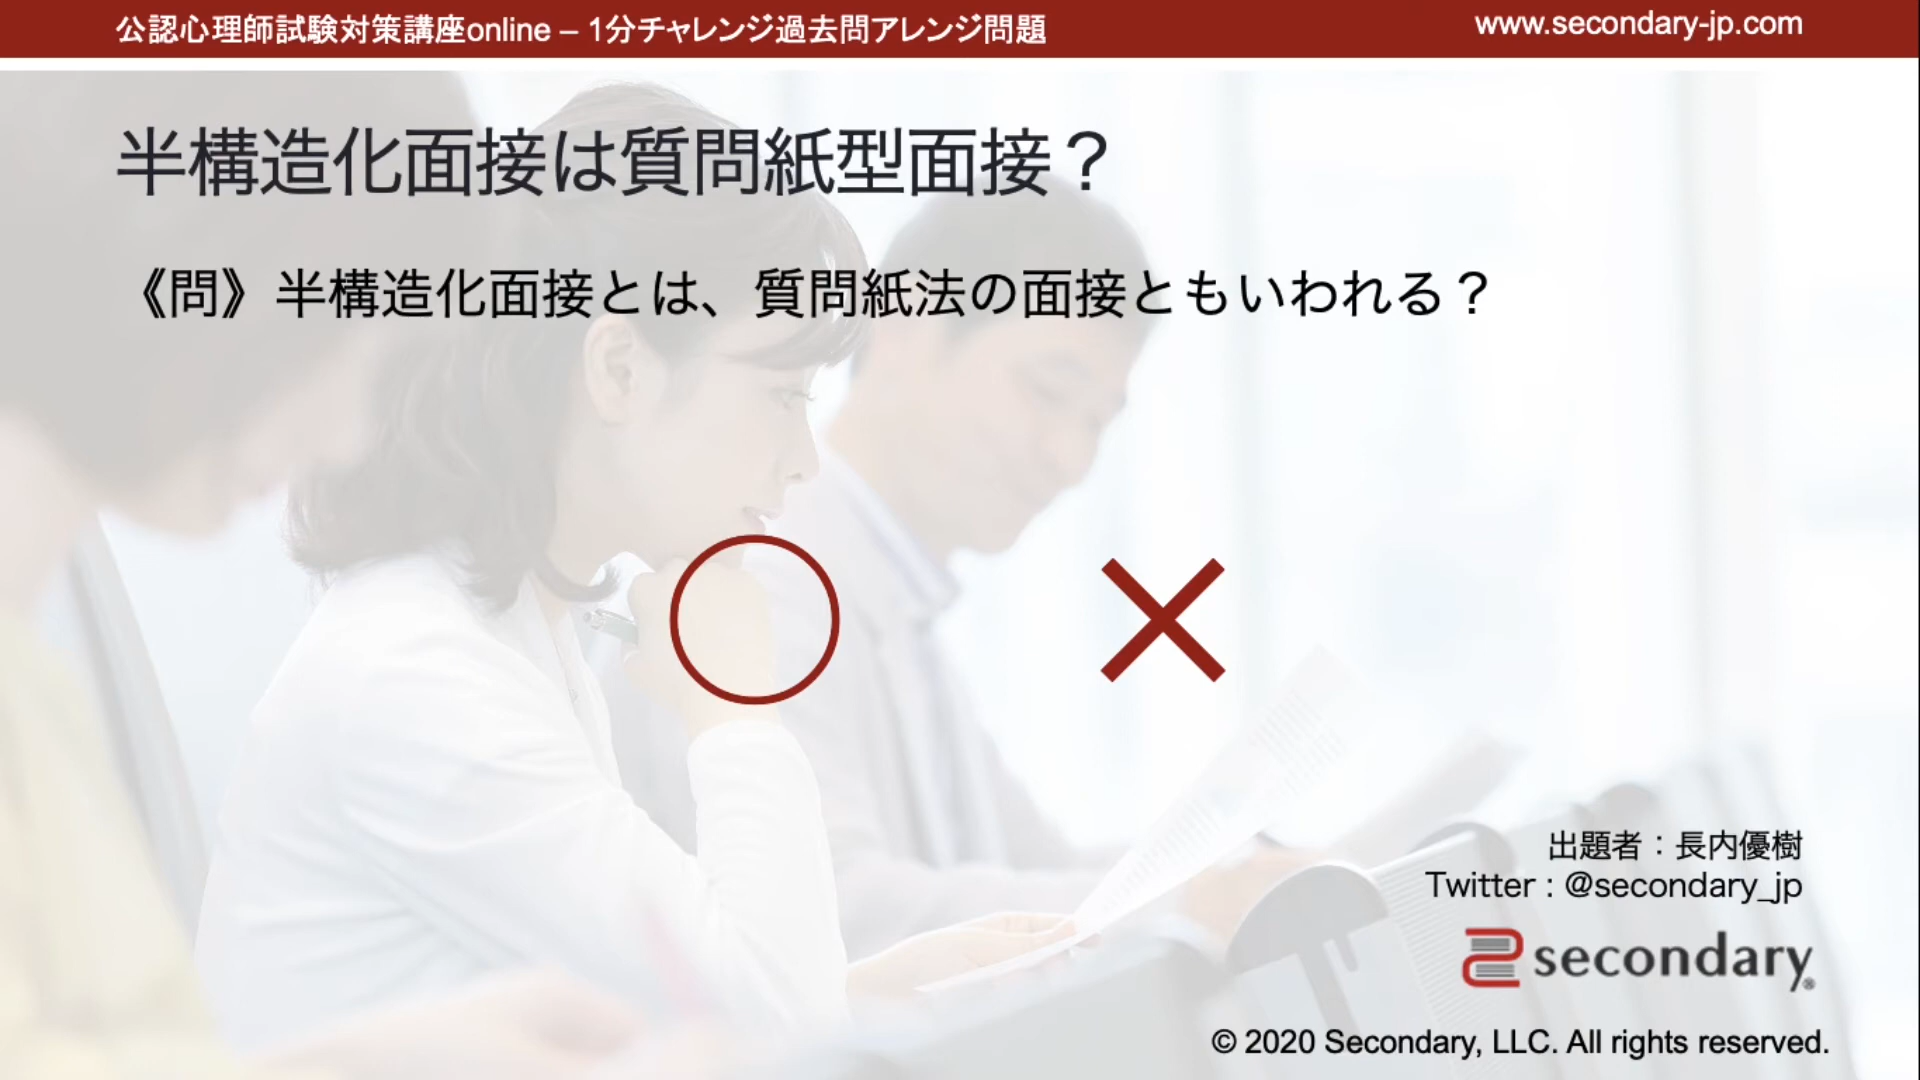 公認心理師試験対策講座online – 1分チャレンジ過去問アレンジ問題
www.secondary-jp.com
半構造化面接は質問紙型面接？
《問》半構造化面接とは、質問紙法の面接ともいわれる？
出題者：長内優樹
Twitter : @secondary_jp
secondary®
© 2020 Secondary, LLC. All rights reserved.